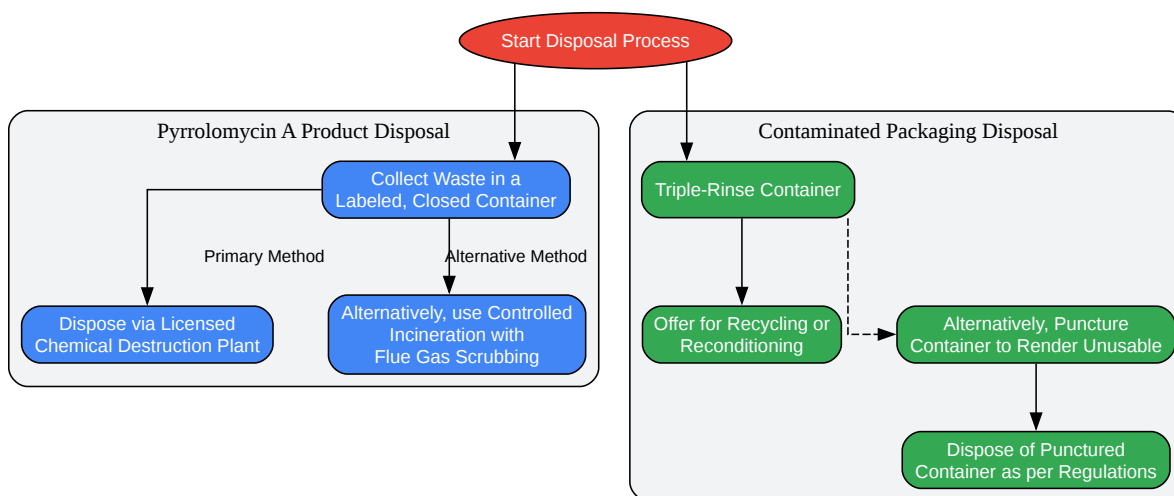 Start Disposal Process
Pyrrolomycin A Product Disposal
Collect Waste in a
Labeled, Closed Container
Primary Method
Alternative Method
Dispose via Licensed
Chemical Destruction Plant
Alternatively, use Controlled
Incineration with
Flue Gas Scrubbing
Contaminated Packaging Disposal
Triple-Rinse Container
Offer for Recycling or
Reconditioning
Alternatively, Puncture
Container to Render Unusable
Dispose of Punctured
Container as per Regulations